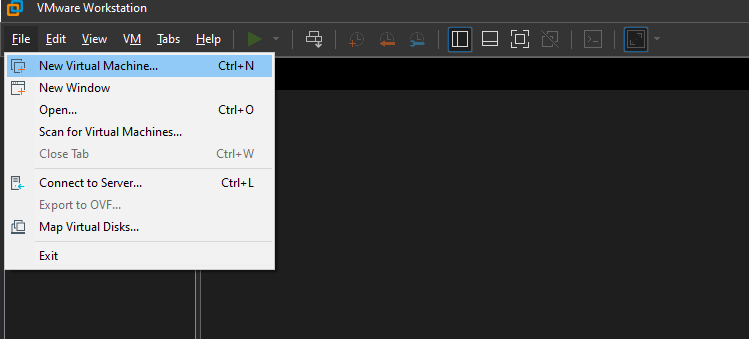 VMware Workstation
File Edit View VM Tabs Help
New Virtual Machine... Ctrl+N
New Window
Open... Ctrl+O
Scan for Virtual Machines...
Close Tab Ctrl+W
Connect to Server... Ctrl+L
Export to OVF...
Map Virtual Disks...
Exit